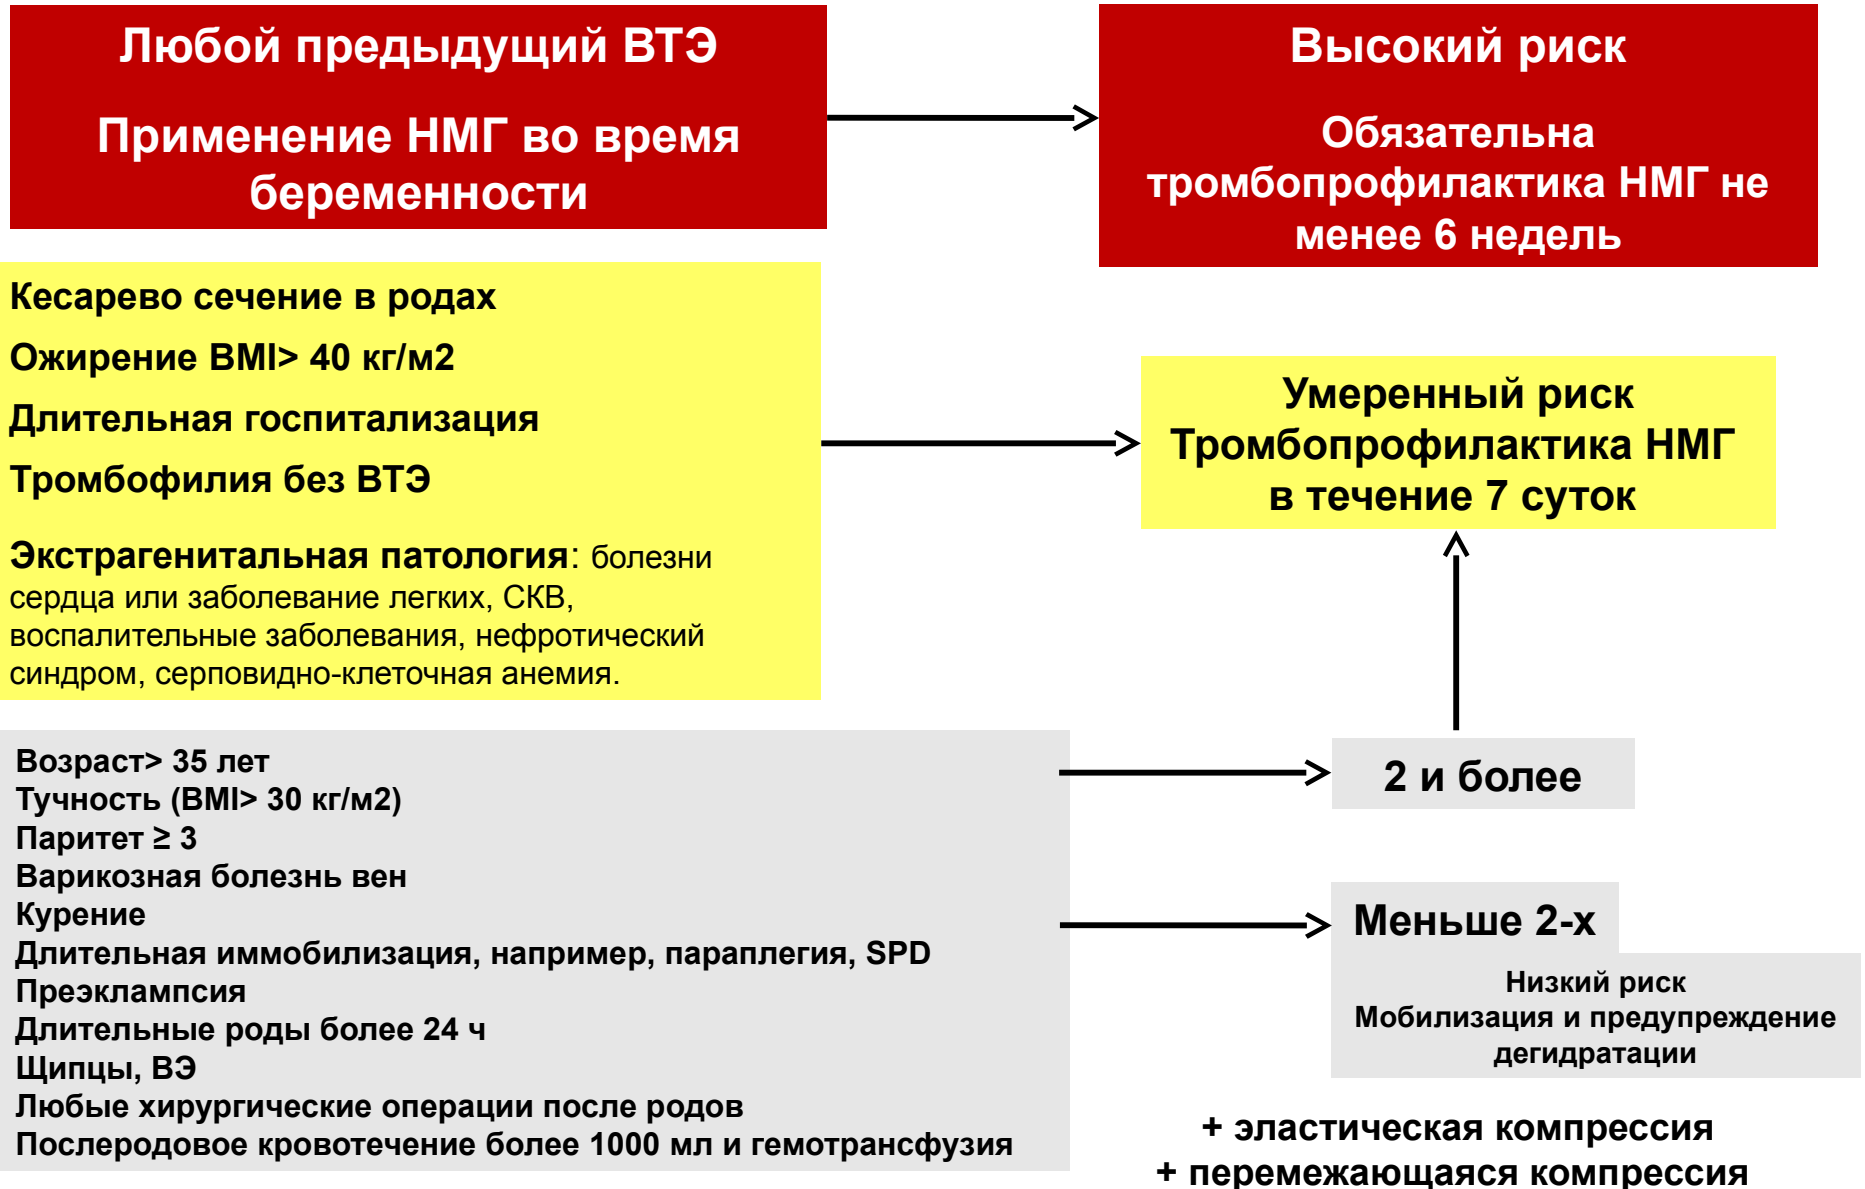 Любой предыдущий ВТЭ
Применение НМГ во время
беременности
Высокий риск
Обязательна
тромбопрофилактика НМГ не
менее 6 недель
Кесарево сечение в родах
Ожирение BMI> 40 кг/м2
Длительная госпитализация
Тромбофилия без ВТЭ
Экстрагенитальная патология: болезни
сердца или заболевание легких, СКВ,
воспалительные заболевания, нефротический
синдром, серповидно-клеточная анемия.
Умеренный риск
Тромбопрофилактика НМГ
в течение 7 суток
Возраст> 35 лет
Тучность (BMI> 30 кг/м2)
Паритет ≥ 3
Варикозная болезнь вен
Курение
Длительная иммобилизация, например, параплегия, SPD
Преэклампсия
Длительные роды более 24 ч
Щипцы, ВЭ
Любые хирургические операции после родов
Послеродовое кровотечение более 1000 мл и гемотрансфузия
2 и более
Меньше 2-х
Низкий риск
Мобилизация и предупреждение
дегидратации
+ эластическая компрессия
+ перемежающаяся компрессия